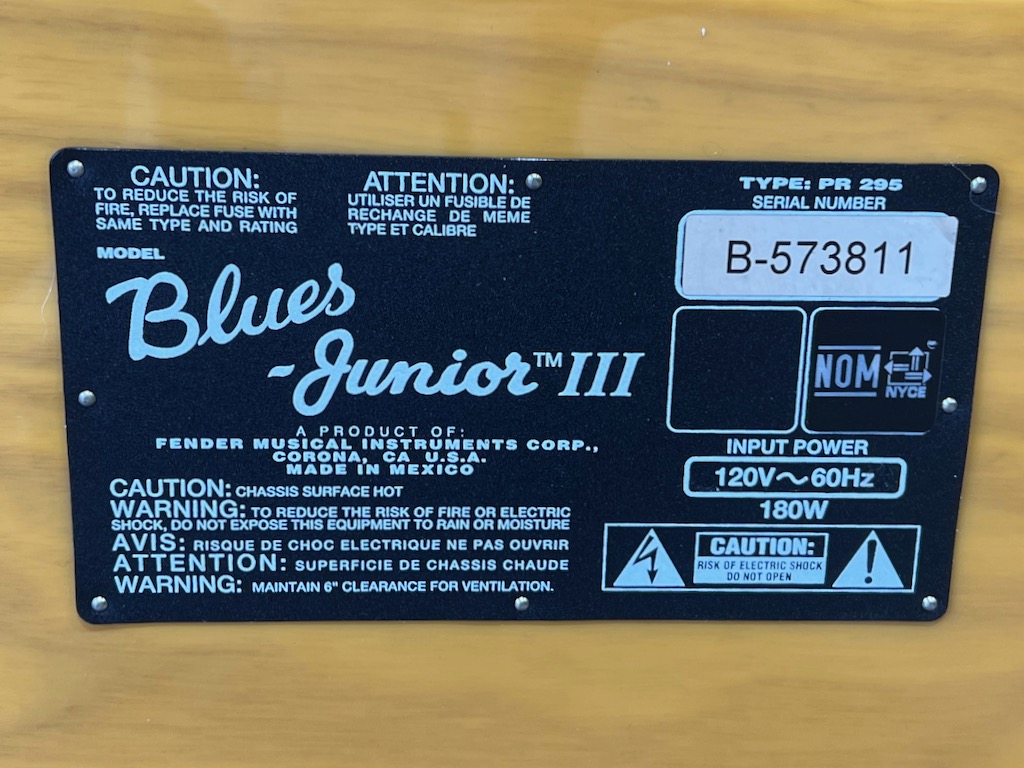 CAUTION:
TO REDUCE THE RISK OF
FIRE, REPLACE FUSE WITH
SAME TYPE AND RATING
ATTENTION:
UTILISER UN FUSIBLE DE
RECHANGE DE MEME
TYPE ET CALIBRE
TYPE: PR 295
SERIAL NUMBER
B-573811
MODEL
Blues
-Junior™ III
NOM
NYCE
A PRODUCT OF:
FENDER MUSICAL INSTRUMENTS CORP.,
CORONA, CA U.S.A.
MADE IN MEXICO
INPUT POWER
120V~60Hz
180W
CAUTION: CHASSIS SURFACE HOT
WARNING: TO REDUCE THE RISK OF FIRE OR ELECTRIC
SHOCK, DO NOT EXPOSE THIS EQUIPMENT TO RAIN OR MOISTURE
AVIS: RISQUE DE CHOC ELECTRIQUE NE PAS OUVRIR
ATTENTION: SUPERFICIE DE CHASSIS CHAUDE
WARNING: MAINTAIN 6" CLEARANCE FOR VENTILATION.
CAUTION:
RISK OF ELECTRIC SHOCK
DO NOT OPEN